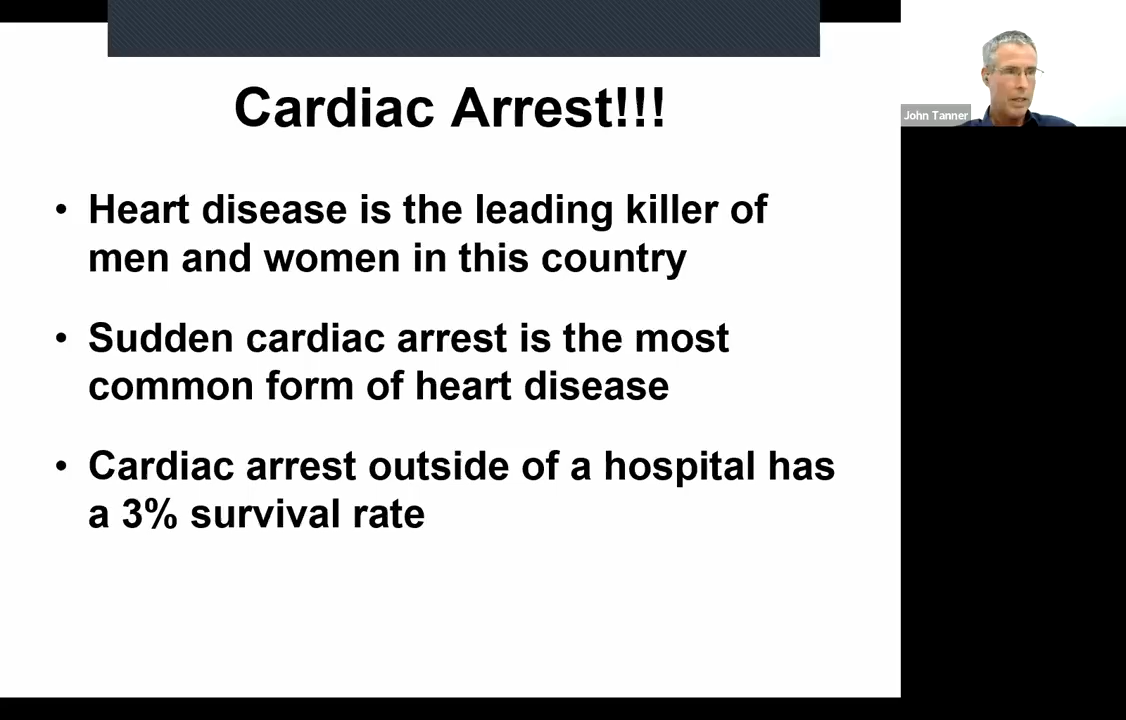 Cardiac Arrest!!!
• Heart disease is the leading killer of
men and women in this country
• Sudden cardiac arrest is the most
common form of heart disease
• Cardiac arrest outside of a hospital has
a 3% survival rate
John Tanner